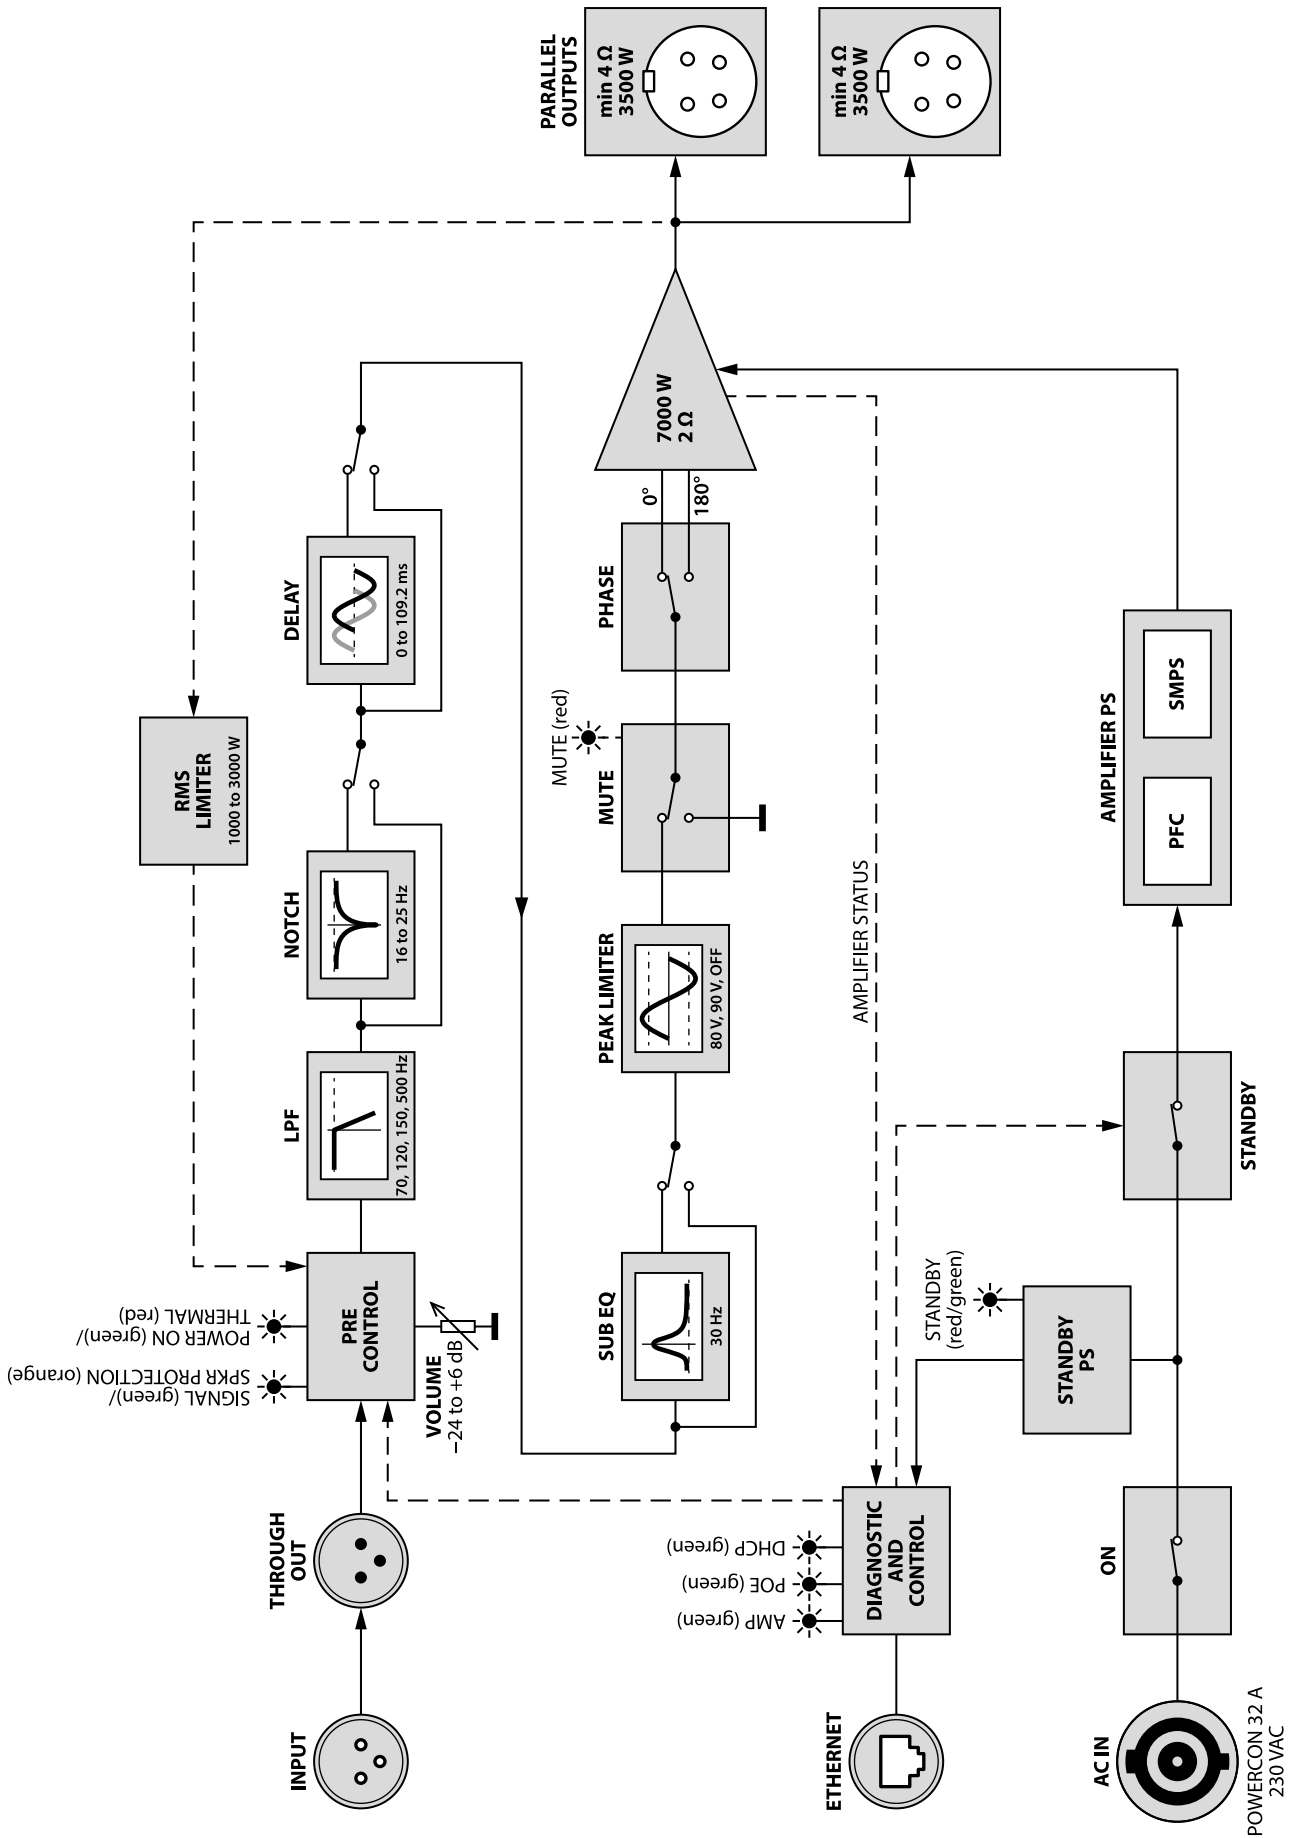 INPUT
THROUGH
OUT
SIGNAL (green)/
SPKR PROTECTION (orange)
POWER ON (green)/
THERMAL (red)
PRE
CONTROL
VOLUME
–24 to +6 dB
LPF
70, 120, 150, 500 Hz
NOTCH
16 to 25 Hz
DELAY
0 to 109.2 ms
RMS
LIMITER
1000 to 3000 W
SUB EQ
30 Hz
PEAK LIMITER
80 V, 90 V, OFF
MUTE
MUTE (red)
PHASE
0°
180°
7000 W
2 Ω
PARALLEL
OUTPUTS
min 4 Ω
3500 W
min 4 Ω
3500 W
ETHERNET
AMP (green)
POE (green)
DHCP (green)
DIAGNOSTIC
AND
CONTROL
AMPLIFIER STATUS
STANDBY
(red/green)
STANDBY
PS
AC IN
POWERCON 32 A
230 VAC
ON
STANDBY
AMPLIFIER PS
PFC
SMPS